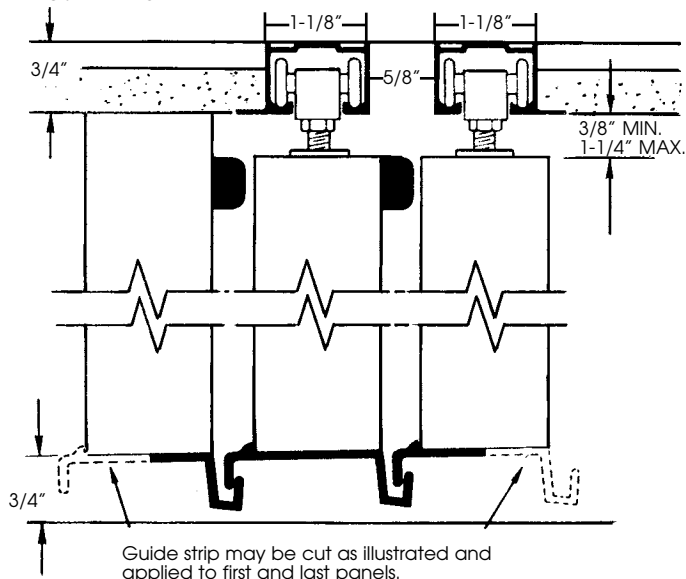 1-1/8" 1-1/8"
3/4" 5/8"
3/8" MIN.
1-1/4" MAX.
3/4"
Guide strip may be cut as illustrated and
applied to first and last panels.